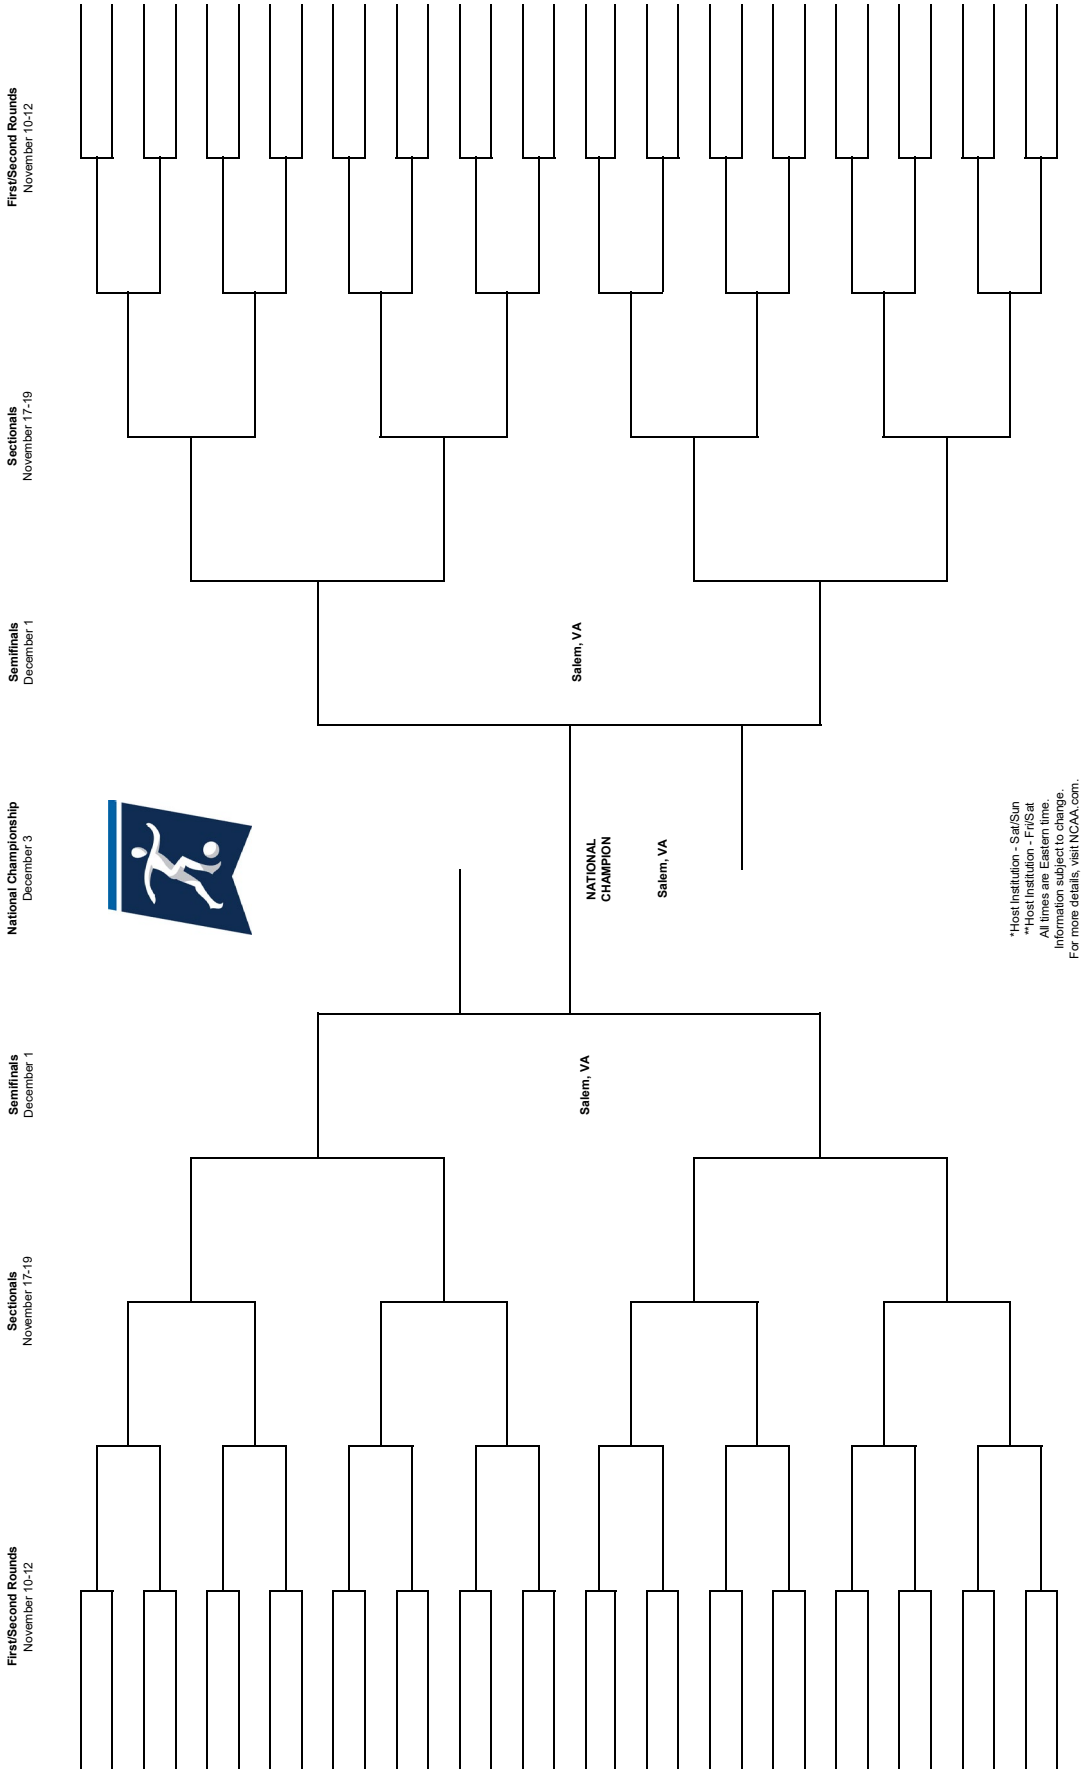 First/Second Rounds
November 10-12
Sectionals
November 17-19
Semifinals
December 1
National Championship
December 3
Semifinals
December 1
Sectionals
November 17-19
First/Second Rounds
November 10-12
Salem, VA
NATIONAL
CHAMPION
Salem, VA
Salem, VA
*Host Institution - Sat/Sun
**Host Institution - Fri/Sat
All times are Eastern time.
Information subject to change.
For more details, visit NCAA.com.